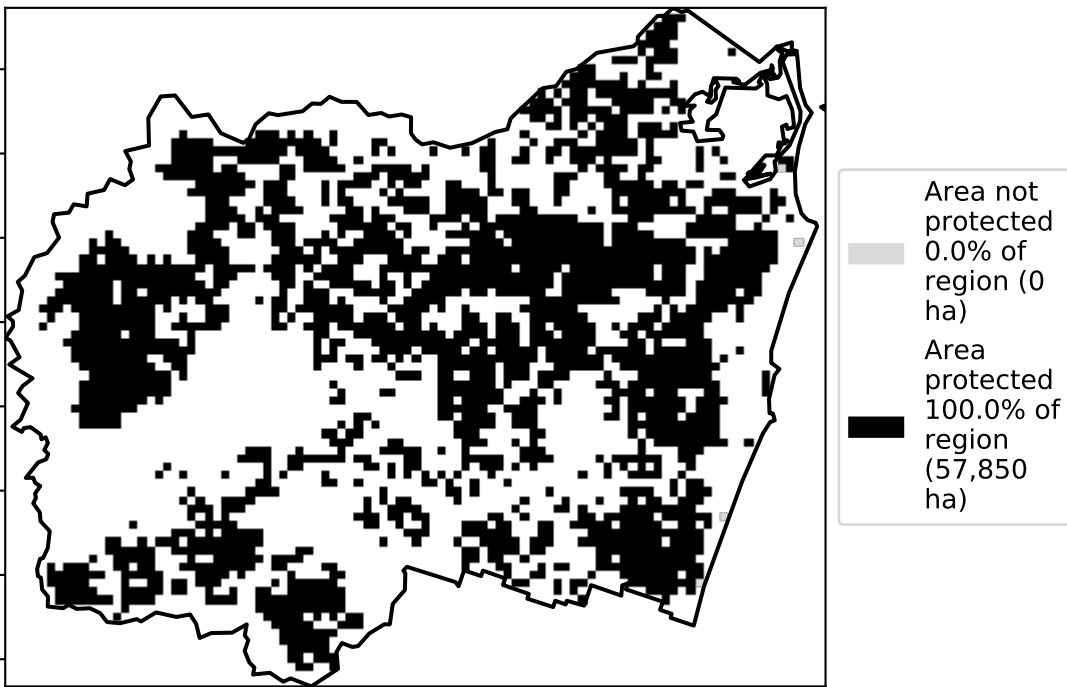 Area not
protected
0.0% of
region (0
ha)
Area
protected
100.0% of
region
(57,850
ha)